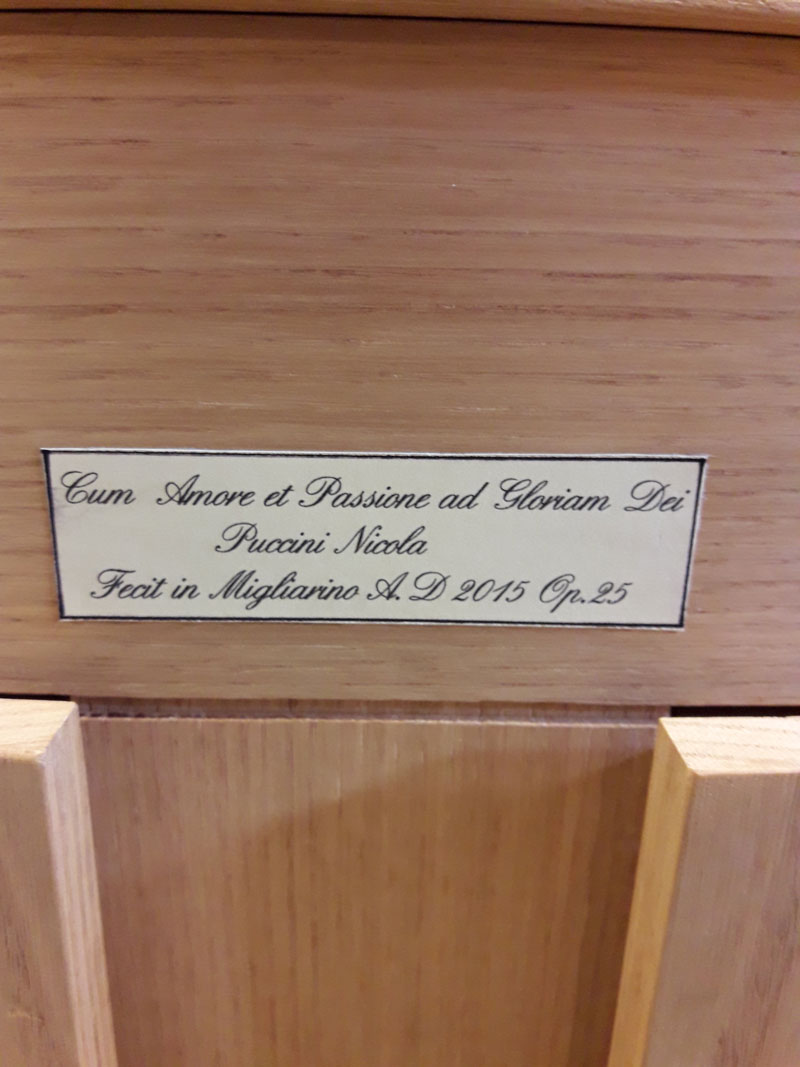 Cum Amore et Passione ad Gloriam Dei
Puccini Nicola
Fecit in Migliarino A. D 2015 Op.25